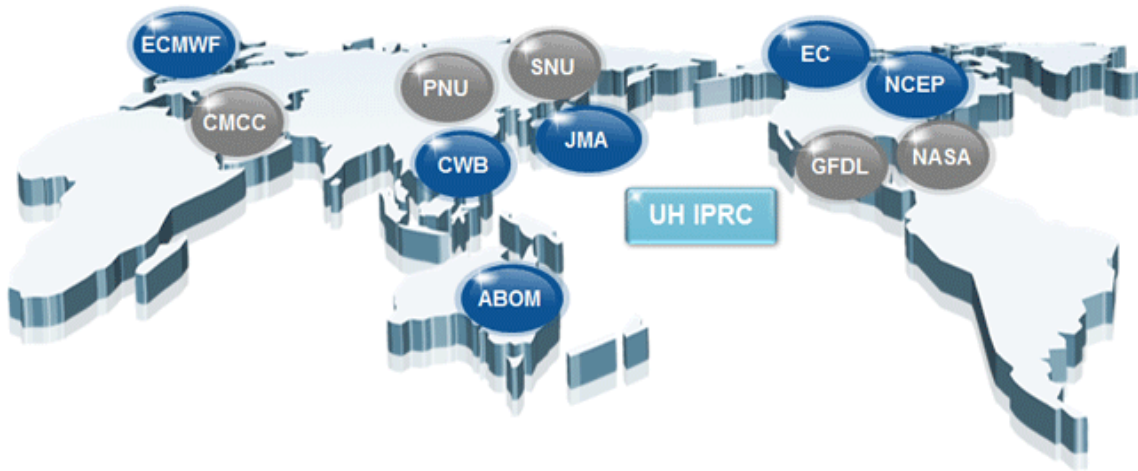 ECMWF
EC
SNU
NCEP
PNU
CMCC
JMA
CWB
GFDL
NASA
UH IPRC
ABOM